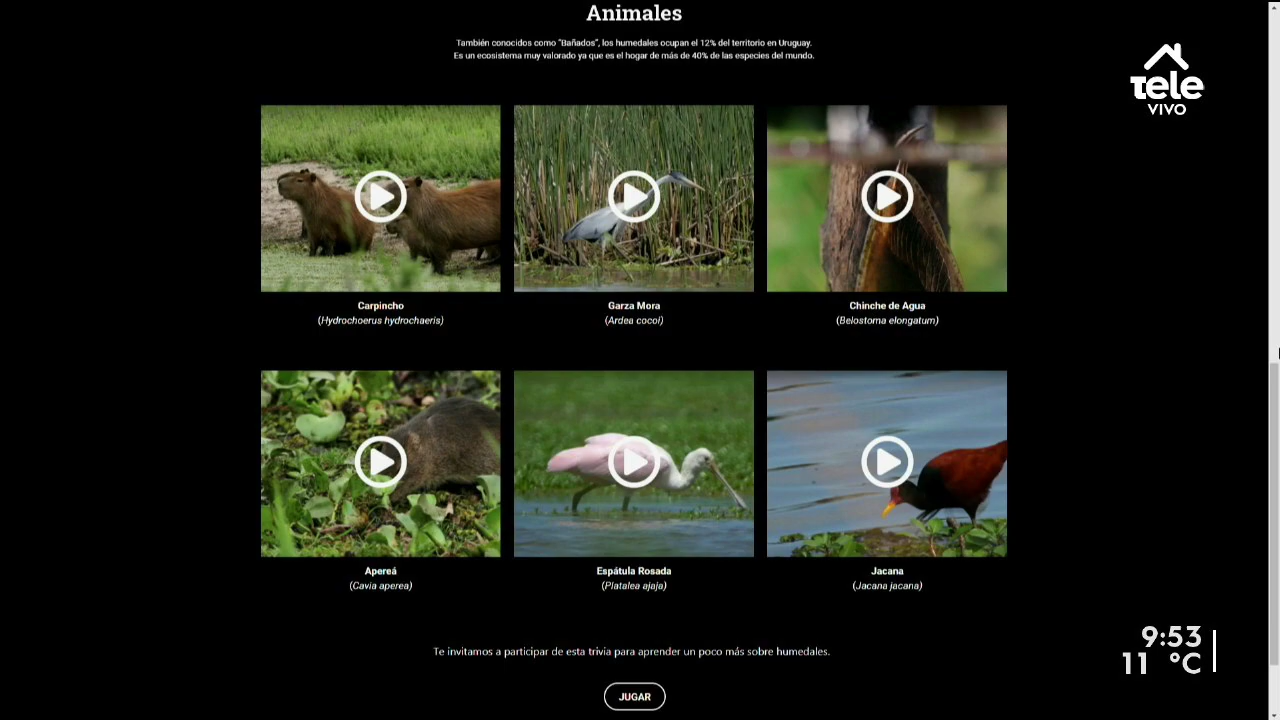 Animales
También conocidos como "Bañados", los humedales ocupan el 12% del territorio en Uruguay.
Es un ecosistema muy valorado ya que es el hogar de más de 40% de las especies del mundo.
tele
VIVO
Carpincho
(Hydrochoerus hydrochaeris)
Garza Mora
(Ardea cocoi)
Chinche de Agua
(Belostoma elongatum)
Apereá
(Cavia aperea)
Espátula Rosada
(Platalea ajaja)
Jacana
(Jacana jacana)
Te invitamos a participar de esta trivia para aprender un poco más sobre humedales.
JUGAR
9:53
11 °C